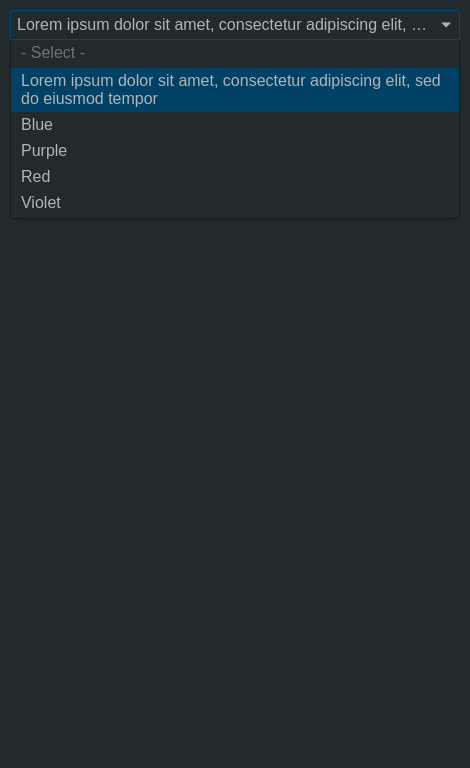 Lorem ipsum dolor sit amet, consectetur adipiscing elit, …
- Select -
Lorem ipsum dolor sit amet, consectetur adipiscing elit, sed
do eiusmod tempor
Blue
Purple
Red
Violet